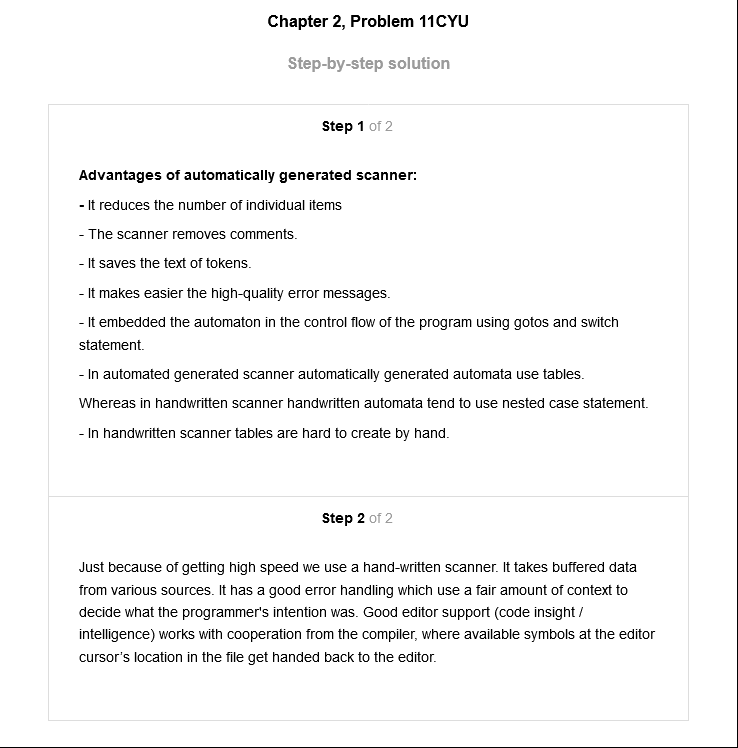 Chapter 2, Problem 11CYU
Step-by-step solution
Step 1 of 2
Advantages of automatically generated scanner:
- It reduces the number of individual items
- The scanner removes comments.
- It saves the text of tokens.
- It makes easier the high-quality error messages.
- It embedded the automaton in the control flow of the program using gotos and switch
statement.
- In automated generated scanner automatically generated automata use tables.
Whereas in handwritten scanner handwritten automata tend to use nested case statement.
- In handwritten scanner tables are hard to create by hand.
Step 2 of 2
Just because of getting high speed we use a hand-written scanner. It takes buffered data
from various sources. It has a good error handling which use a fair amount of context to
decide what the programmer's intention was. Good editor support (code insight /
intelligence) works with cooperation from the compiler, where available symbols at the editor
cursor’s location in the file get handed back to the editor.